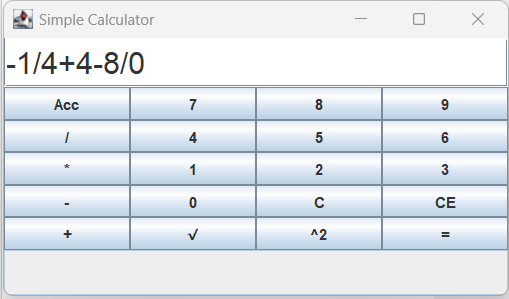 Simple Calculator
-1/4+4-8/0
Acc 7 8 9
/ 4 5 6
* 1 2 3
- 0 C CE
+ √ ^2 =